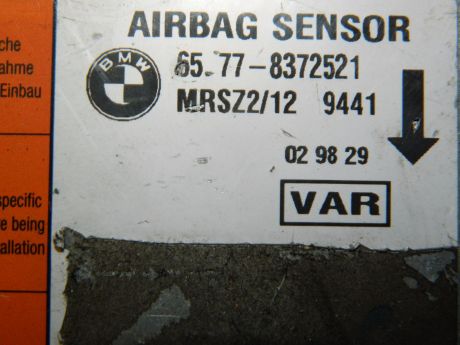 AIRBAG SENSOR
BMW
65.77-8372521
MRSZ2/12 9441
02 98 29
VAR
che
ahme
Einbau
specific
e being
allation